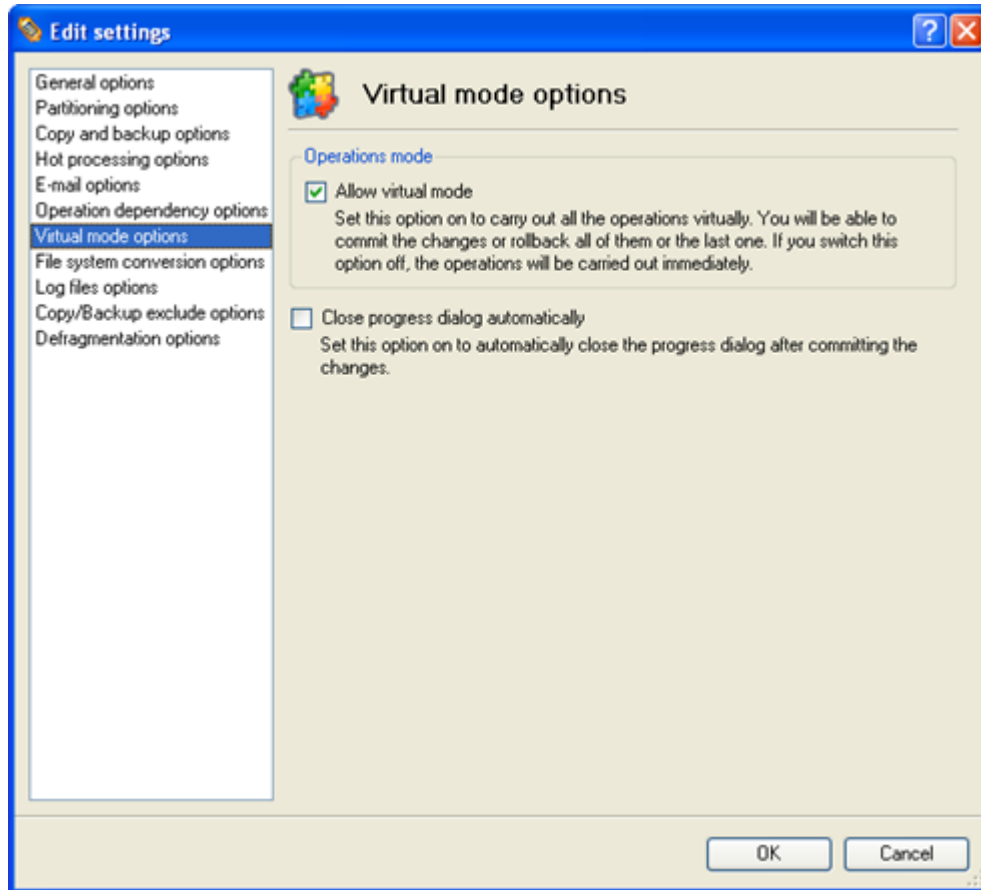 Edit settings
General options
Partitioning options
Copy and backup options
Hot processing options
E-mail options
Operation dependency options
Virtual mode options
File system conversion options
Log files options
Copy/Backup exclude options
Defragmentation options
Virtual mode options
Operations mode
Allow virtual mode
Set this option on to carry out all the operations virtually. You will be able to
commit the changes or rollback all of them or the last one. If you switch this
option off, the operations will be carried out immediately.
Close progress dialog automatically
Set this option on to automatically close the progress dialog after committing the
changes.
OK
Cancel